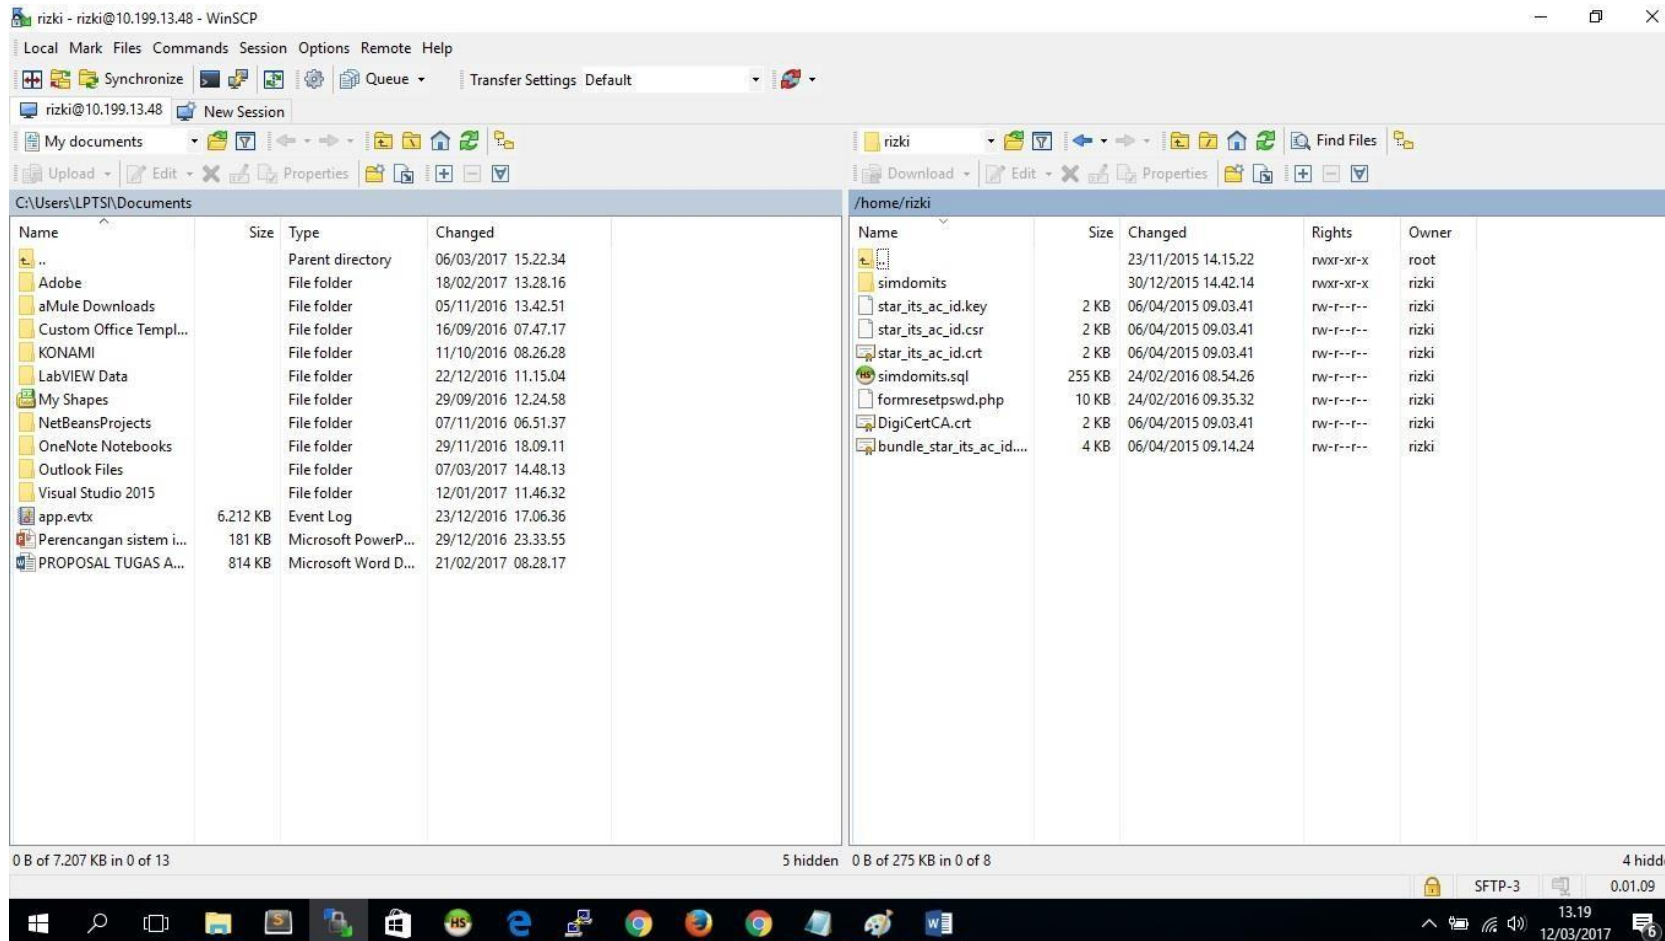 rizki - rizki@10.199.13.48 - WinSCP
Local Mark Files Commands Session Options Remote Help
Synchronize Queue Transfer Settings Default
rizki@10.199.13.48 New Session
My documents
Upload Edit Properties
C:\Users\LPTSI\Documents
Name Size Type Changed
.. Parent directory 06/03/2017 15.22.34
Adobe File folder 18/02/2017 13.28.16
aMule Downloads File folder 05/11/2016 13.42.51
Custom Office Templ... File folder 16/09/2016 07.47.17
KONAMI File folder 11/10/2016 08.26.28
LabVIEW Data File folder 22/12/2016 11.15.04
My Shapes File folder 29/09/2016 12.24.58
NetBeansProjects File folder 07/11/2016 06.51.37
OneNote Notebooks File folder 29/11/2016 18.09.11
Outlook Files File folder 07/03/2017 14.48.13
Visual Studio 2015 File folder 12/01/2017 11.46.32
app.evtx 6.212 KB Event Log 23/12/2016 17.06.36
Perencangan sistem i... 181 KB Microsoft PowerP... 29/12/2016 23.33.55
PROPOSAL TUGAS A... 814 KB Microsoft Word D... 21/02/2017 08.28.17
0 B of 7.207 KB in 0 of 13 5 hidden
rizki Find Files
Download Edit Properties
/home/rizki
Name Size Changed Rights Owner
.. 23/11/2015 14.15.22 rwxr-xr-x root
simdomits 30/12/2015 14.42.14 rwxr-xr-x rizki
star_its_ac_id.key 2 KB 06/04/2015 09.03.41 rw-r--r-- rizki
star_its_ac_id.csr 2 KB 06/04/2015 09.03.41 rw-r--r-- rizki
star_its_ac_id.crt 2 KB 06/04/2015 09.03.41 rw-r--r-- rizki
HS simdomits.sql 255 KB 24/02/2016 08.54.26 rw-r--r-- rizki
formresetpswd.php 10 KB 24/02/2016 09.35.32 rw-r--r-- rizki
DigiCertCA.crt 2 KB 06/04/2015 09.03.41 rw-r--r-- rizki
bundle_star_its_ac_id.... 4 KB 06/04/2015 09.14.24 rw-r--r-- rizki
0 B of 275 KB in 0 of 8 4 hidd
SFTP-3 0.01.09
S HS W
13.19
12/03/2017 6